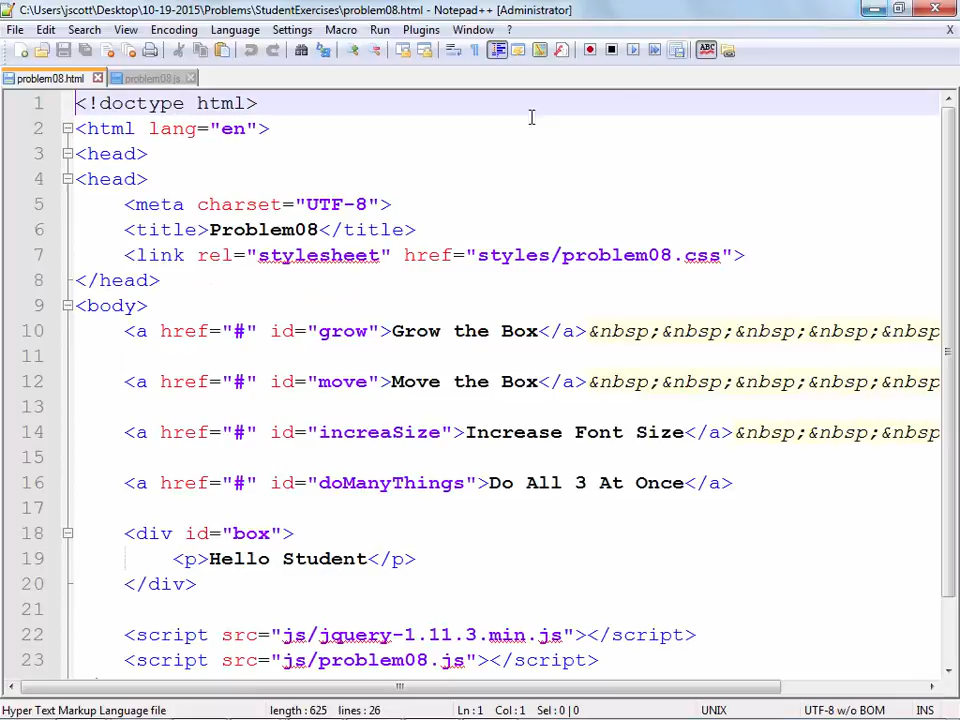 C:\Users\jscott\Desktop\10-19-2015\Problems\StudentExercises\problem08.html - Notepad++ [Administrator]
File Edit Search View Encoding Language Settings Macro Run Plugins Window ? X
ABC
problem08.html problem08.js
1 <!doctype html>
2 <html lang="en">
3 <head>
4 <head>
5 <meta charset="UTF-8">
6 <title>Problem08</title>
7 <link rel="stylesheet" href="styles/problem08.css">
8 </head>
9 <body>
10 <a href="#" id="grow">Grow the Box</a>&nbsp;&nbsp;&nbsp;&nbsp;&nbsp
11
12 <a href="#" id="move">Move the Box</a>&nbsp;&nbsp;&nbsp;&nbsp;&nbsp
13
14 <a href="#" id="increaSize">Increase Font Size</a>&nbsp;&nbsp;&nbsp
15
16 <a href="#" id="doManyThings">Do All 3 At Once</a>
17
18 <div id="box">
19 <p>Hello Student</p>
20 </div>
21
22 <script src="js/jquery-1.11.3.min.js"></script>
23 <script src="js/problem08.js"></script>
Hyper Text Markup Language file length : 625 lines : 26 Ln : 1 Col : 1 Sel : 0 | 0 UNIX UTF-8 w/o BOM INS